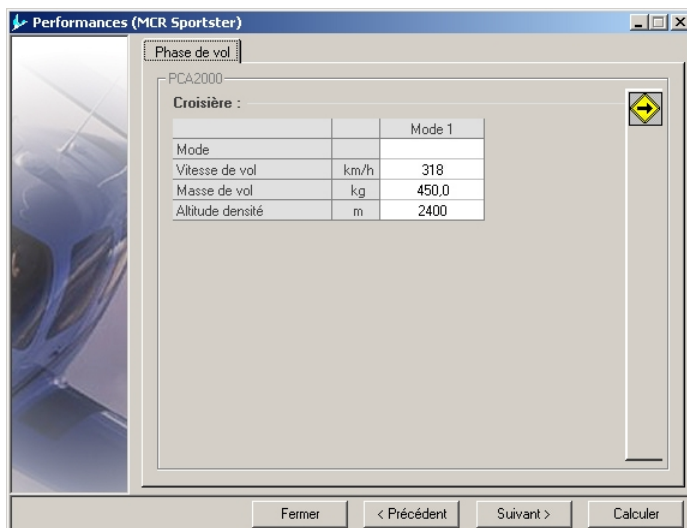 Performances (MCR Sportster)
Phase de vol
PCA2000
Croisière :
Mode 1
Mode
Vitesse de vol km/h 318
Masse de vol kg 450,0
Altitude densité m 2400
Fermer < Précédent Suivant > Calculer